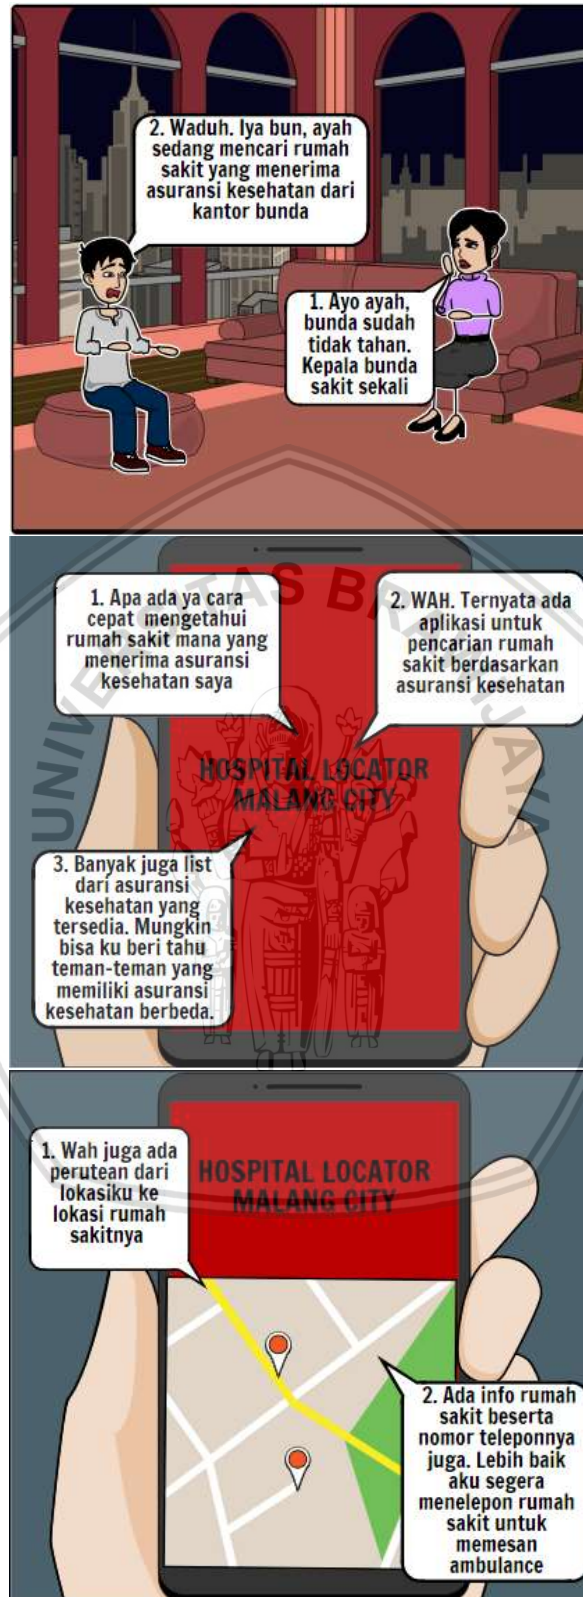 2. Waduh. Iya bun, ayah
sedang mencari rumah
sakit yang menerima
asuransi kesehatan dari
kantor bunda
1. Ayo ayah,
bunda sudah
tidak tahan.
Kepala bunda
sakit sekali
UNIVERSITAS BRAWIJAYA
1. Apa ada ya cara
cepat mengetahui
rumah sakit mana yang
menerima asuransi
kesehatan saya
2. WAH. Ternyata ada
aplikasi untuk
pencarian rumah
sakit berdasarkan
asuransi kesehatan
HOSPITAL LOCATOR
MALANG CITY
3. Banyak juga list
dari asuransi
kesehatan yang
tersedia. Mungkin
bisa ku beri tahu
teman-teman yang
memiliki asuransi
kesehatan berbeda.
1. Wah juga ada
perutean dari
lokasiku ke
lokasi rumah
sakitnya
HOSPITAL LOCATOR
MALANG CITY
2. Ada info rumah
sakit beserta
nomor teleponnya
juga. Lebih baik
aku segera
menelepon rumah
sakit untuk
memesan
ambulance